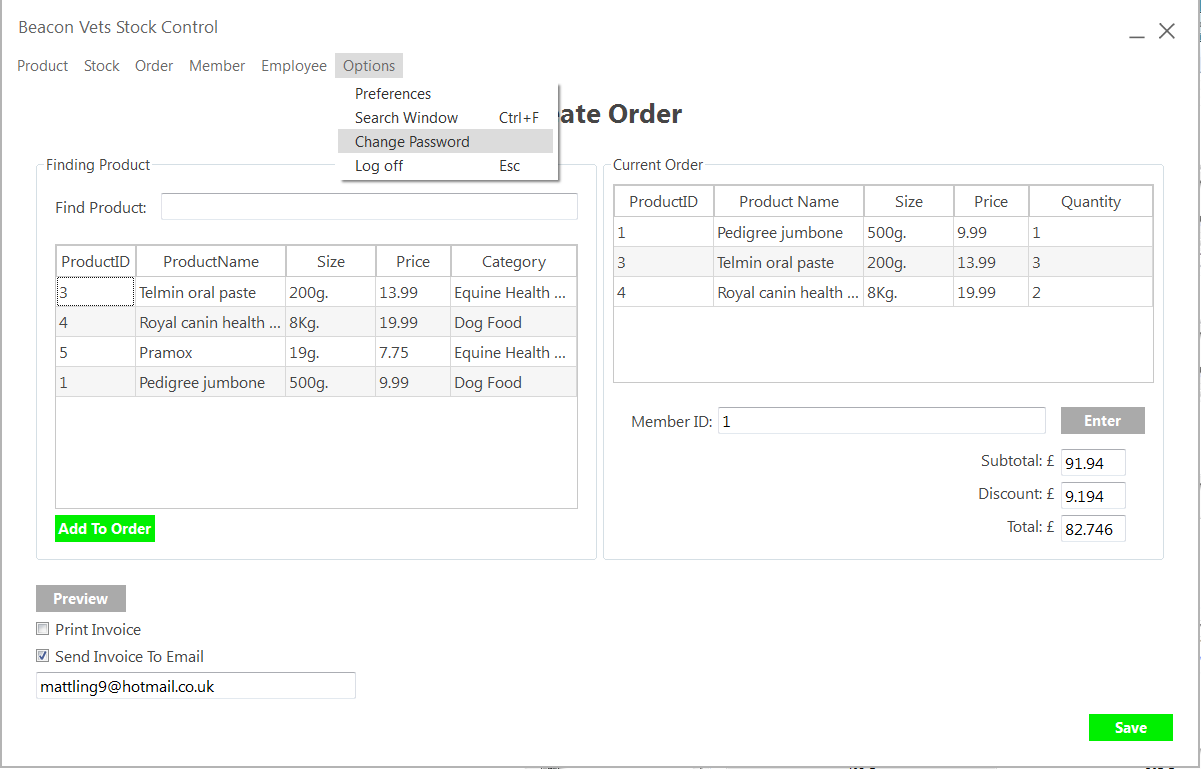 Beacon Vets Stock Control
Product Stock Order Member Employee Options
Preferences
Search Window Ctrl+F
Change Password
Log off Esc
ate Order
Finding Product
Find Product:
ProductID ProductName Size Price Category
3 Telmin oral paste 200g. 13.99 Equine Health ...
4 Royal canin health ... 8Kg. 19.99 Dog Food
5 Pramox 19g. 7.75 Equine Health ...
1 Pedigree jumbone 500g. 9.99 Dog Food
Add To Order
Current Order
ProductID Product Name Size Price Quantity
1 Pedigree jumbone 500g. 9.99 1
3 Telmin oral paste 200g. 13.99 3
4 Royal canin health ... 8Kg. 19.99 2
Member ID: 1 Enter
Subtotal: £ 91.94
Discount: £ 9.194
Total: £ 82.746
Preview
Print Invoice
Send Invoice To Email
mattling9@hotmail.co.uk
Save